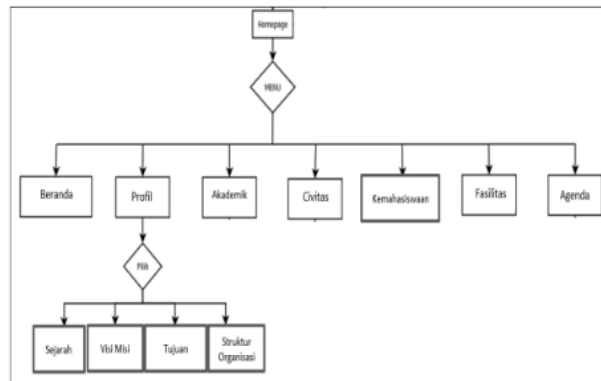 Homepage
MENU
Beranda
Profil
Akademik
Civitas
Kemahasiswaan
Fasilitas
Agenda
Pilih
Sejarah
Visi Misi
Tujuan
Struktur
Organisasi